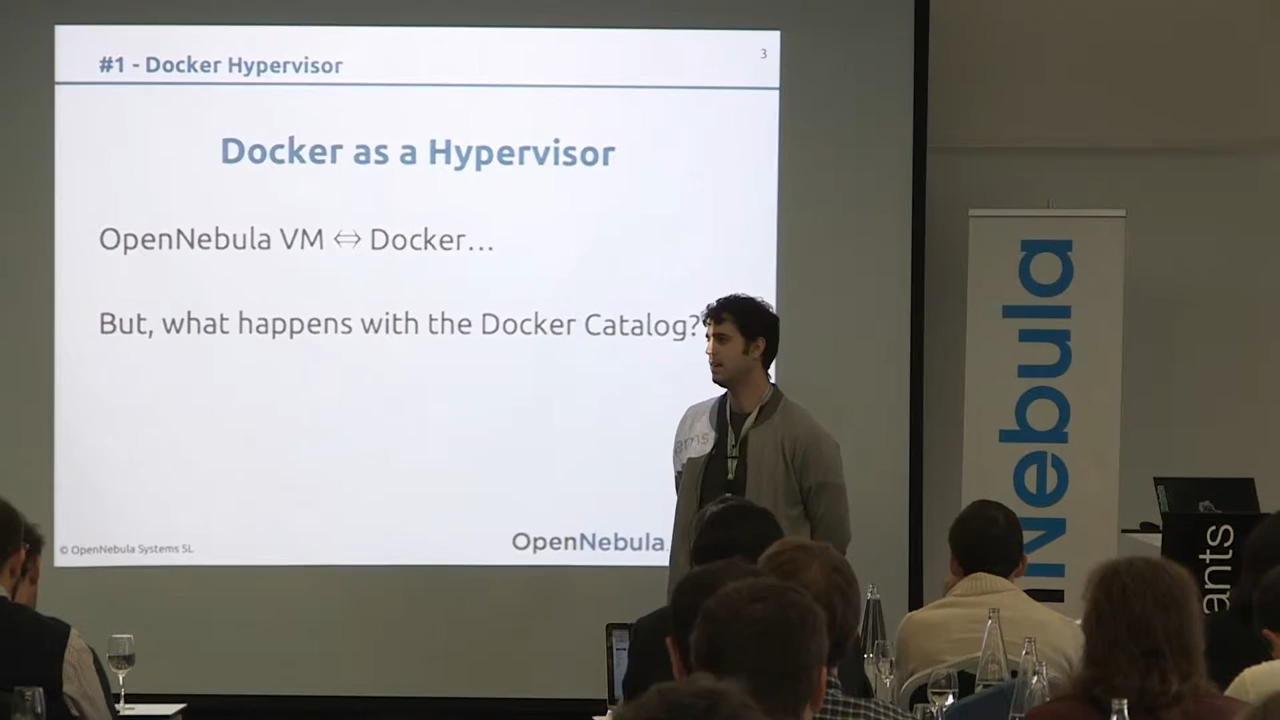 #1 - Docker Hypervisor
3
Docker as a Hypervisor
OpenNebula VM ⇔ Docker...
But, what happens with the Docker Catalog?
© OpenNebula Systems SL
OpenNebula
ams
Nebula
ants